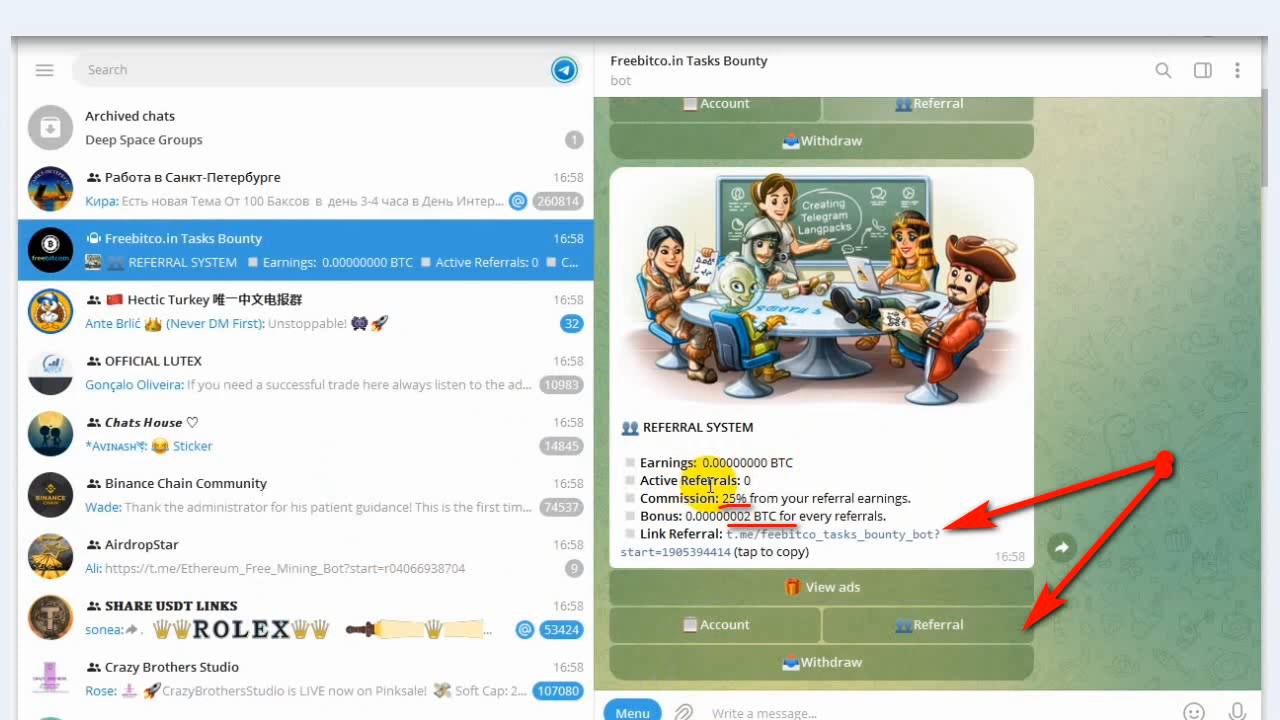 Search
Archived chats
Deep Space Groups
1
Работа в Санкт-Петербурге
16:58
Кира: Есть новая Тема От 100 Баксов в день 3-4 часа в День Интер...
@
260814
Freebitco.in Tasks Bounty
16:58
👥 REFERRAL SYSTEM ◽ Earnings: 0.00000000 BTC ◽ Active Referrals: 0 ◽ C...
freebitcoin
🇨🇳 Hectic Turkey 唯一中文电报群
16:58
Ante Brlić 👑 (Never DM First): Unstoppable! 👾🚀
32
OFFICIAL LUTEX
16:58
Gonçalo Oliveira: If you need a successful trade here always listen to the ad...
10983
Chats House ♡
16:58
😂 Sticker
14845
Binance Chain Community
16:58
Wade: Thank the administrator for his patient guidance! This is the first tim...
74537
BINANCE
AirdropStar
16:58
Ali: https://t.me/Ethereum_Free_Mining_Bot?start=r04066938704
9
SHARE USDT LINKS
16:58
sonea: . ♛♛ROLEX♛♛ ...
@
53424
Crazy Brothers Studio
16:58
Rose: 🚀CrazyBrothersStudio is LIVE now on Pinksale! 💸 Soft Cap: 2...
107080
Freebitco.in Tasks Bounty
bot
Account
Referral
Withdraw
Creating
Telegram
Langpacks
👥 REFERRAL SYSTEM
Earnings: 0.00000000 BTC
Active Referrals: 0
Commission: 25% from your referral earnings.
Bonus: 0.00000002 BTC for every referrals.
Link Referral: t.me/feebitco_tasks_bounty_bot?
start=1905394414 (tap to copy)
16:58
View ads
Account
Referral
Withdraw
Menu
Write a message...